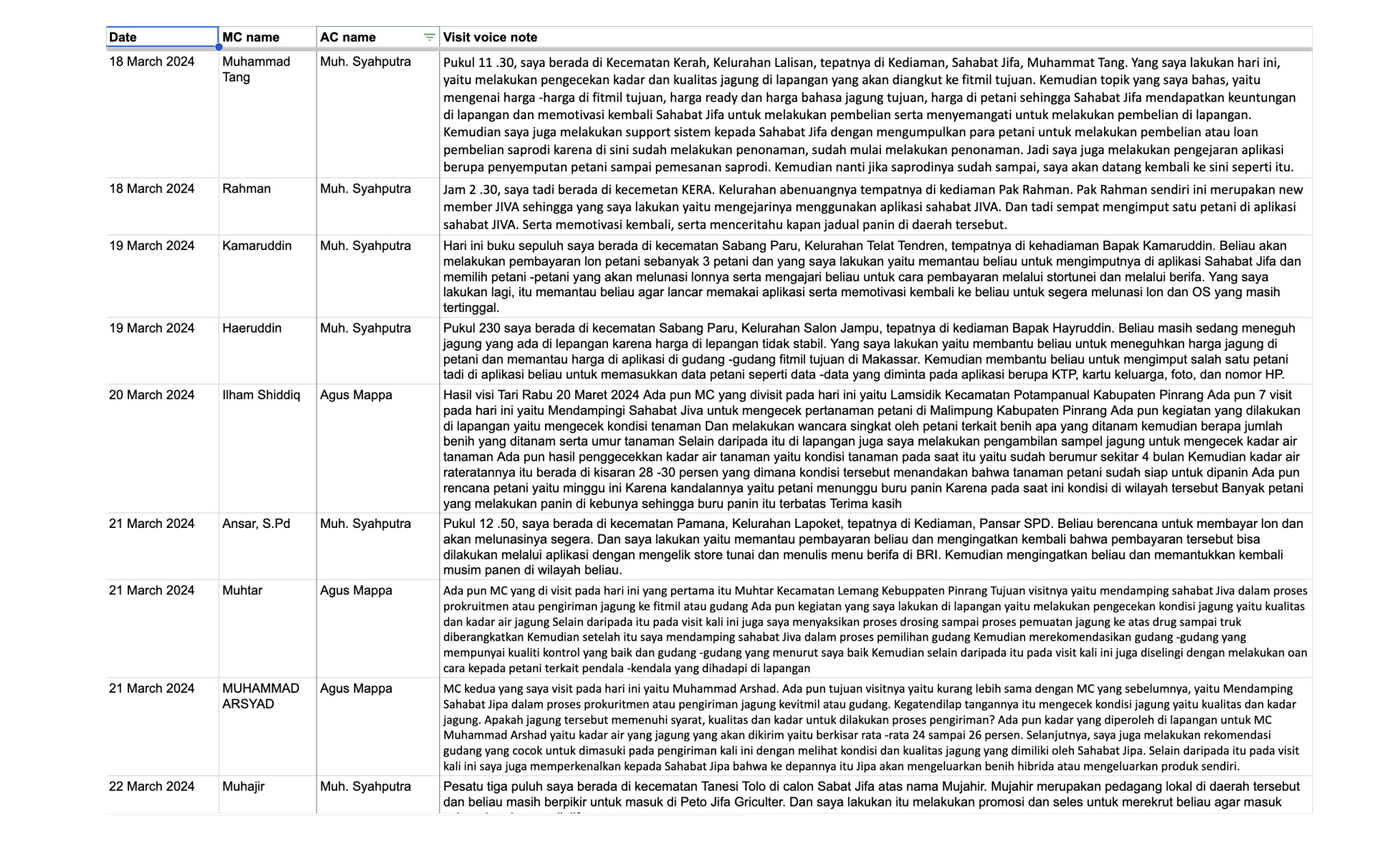 Date MC name AC name Visit voice note
18 March 2024 Muhammad Tang Muh. Syahputra Pukul 11 .30, saya berada di Kecematan Kerah, Kelurahan Lalisan, tepatnya di Kediaman, Sahabat Jifa, Muhammat Tang. Yang saya lakukan hari ini,
yaitu melakukan pengecekan kadar dan kualitas jagung di lapangan yang akan diangkut ke fitmil tujuan. Kemudian topik yang saya bahas, yaitu
mengenai harga -harga di fitmil tujuan, harga ready dan harga bahasa jagung tujuan, harga di petani sehingga Sahabat Jifa mendapatkan keuntungan
di lapangan dan memotivasi kembali Sahabat Jifa untuk melakukan pembelian serta menyemangati untuk melakukan pembelian di lapangan.
Kemudian saya juga melakukan support sistem kepada Sahabat Jifa dengan mengumpulkan para petani untuk melakukan pembelian atau loan
pembelian saprodi karena di sini sudah melakukan penonaman, sudah mulai melakukan penonaman. Jadi saya juga melakukan pengejaran aplikasi
berupa penyemputan petani sampai pemesanan saprodi. Kemudian nanti jika saprodinya sudah sampai, saya akan datang kembali ke sini seperti itu.
18 March 2024 Rahman Muh. Syahputra Jam 2 .30, saya tadi berada di kecemetan KERA. Kelurahan abenuangnya tempatnya di kediaman Pak Rahman. Pak Rahman sendiri ini merupakan new
member JIVA sehingga yang saya lakukan yaitu mengejarinya menggunakan aplikasi sahabat JIVA. Dan tadi sempat mengimput satu petani di aplikasi
sahabat JIVA. Serta memotivasi kembali, serta menceritahu kapan jadual panin di daerah tersebut.
19 March 2024 Kamaruddin Muh. Syahputra Hari ini buku sepuluh saya berada di kecematan Sabang Paru, Kelurahan Telat Tendren, tempatnya di kehadiaman Bapak Kamaruddin. Beliau akan
melakukan pembayaran lon petani sebanyak 3 petani dan yang saya lakukan yaitu memantau beliau untuk mengimputnya di aplikasi Sahabat Jifa dan
memilih petani -petani yang akan melunasi lonnya serta mengajari beliau untuk cara pembayaran melalui stortunei dan melalui berifa. Yang saya
lakukan lagi, itu memantau beliau agar lancar memakai aplikasi serta memotivasi kembali ke beliau untuk segera melunasi lon dan OS yang masih
tertinggal.
19 March 2024 Haeruddin Muh. Syahputra Pukul 230 saya berada di kecematan Sabang Paru, Kelurahan Salon Jampu, tepatnya di kediaman Bapak Hayruddin. Beliau masih sedang meneguh
jagung yang ada di lepangan karena harga di lepangan tidak stabil. Yang saya lakukan yaitu membantu beliau untuk meneguhkan harga jagung di
petani dan memantau harga di aplikasi di gudang -gudang fitmil tujuan di Makassar. Kemudian membantu beliau untuk mengimput salah satu petani
tadi di aplikasi beliau untuk memasukkan data petani seperti data -data yang diminta pada aplikasi berupa KTP, kartu keluarga, foto, dan nomor HP.
20 March 2024 Ilham Shiddiq Agus Mappa Hasil visi Tari Rabu 20 Maret 2024 Ada pun MC yang divisit pada hari ini yaitu Lamsidik Kecamatan Potampanual Kabupaten Pinrang Ada pun 7 visit
pada hari ini yaitu Mendampingi Sahabat Jiva untuk mengecek pertanaman petani di Malimpung Kabupaten Pinrang Ada pun kegiatan yang dilakukan
di lapangan yaitu mengecek kondisi tenaman Dan melakukan wancara singkat oleh petani terkait benih apa yang ditanam kemudian berapa jumlah
benih yang ditanam serta umur tanaman Selain daripada itu di lapangan juga saya melakukan pengambilan sampel jagung untuk mengecek kadar air
tanaman Ada pun hasil penggecekkan kadar air tanaman yaitu kondisi tanaman pada saat itu yaitu sudah berumur sekitar 4 bulan Kemudian kadar air
rateratannya itu berada di kisaran 28 -30 persen yang dimana kondisi tersebut menandakan bahwa tanaman petani sudah siap untuk dipanin Ada pun
rencana petani yaitu minggu ini Karena kandalannya yaitu petani menunggu buru panin Karena pada saat ini kondisi di wilayah tersebut Banyak petani
yang melakukan panin di kebunya sehingga buru panin itu terbatas Terima kasih
21 March 2024 Ansar, S.Pd Muh. Syahputra Pukul 12 .50, saya berada di kecematan Pamana, Kelurahan Lapoket, tepatnya di Kediaman, Pansar SPD. Beliau berencana untuk membayar lon dan
akan melunasinya segera. Dan saya lakukan yaitu memantau pembayaran beliau dan mengingatkan kembali bahwa pembayaran tersebut bisa
dilakukan melalui aplikasi dengan mengelik store tunai dan menulis menu berifa di BRI. Kemudian mengingatkan beliau dan memantukkan kembali
musim panen di wilayah beliau.
21 March 2024 Muhtar Agus Mappa Ada pun MC yang di visit pada hari ini yang pertama itu Muhtar Kecamatan Lemang Kebuppaten Pinrang Tujuan visitnya yaitu mendamping sahabat Jiva dalam proses
prokruitmen atau pengiriman jagung ke fitmil atau gudang Ada pun kegiatan yang saya lakukan di lapangan yaitu melakukan pengecekan kondisi jagung yaitu kualitas
dan kadar air jagung Selain daripada itu pada visit kali ini juga saya menyaksikan proses drosing sampai proses pemuatan jagung ke atas drug sampai truk
diberangkatkan Kemudian setelah itu saya mendamping sahabat Jiva dalam proses pemilihan gudang Kemudian merekomendasikan gudang -gudang yang
mempunyai kualiti kontrol yang baik dan gudang -gudang yang menurut saya baik Kemudian selain daripada itu pada visit kali ini juga diselingi dengan melakukan oan
cara kepada petani terkait pendala -kendala yang dihadapi di lapangan
21 March 2024 MUHAMMAD ARSYAD Agus Mappa MC kedua yang saya visit pada hari ini yaitu Muhammad Arshad. Ada pun tujuan visitnya yaitu kurang lebih sama dengan MC yang sebelumnya, yaitu Mendamping
Sahabat Jipa dalam proses prokuritmen atau pengiriman jagung kevitmil atau gudang. Kegatendilap tangannya itu mengecek kondisi jagung yaitu kualitas dan kadar
jagung. Apakah jagung tersebut memenuhi syarat, kualitas dan kadar untuk dilakukan proses pengiriman? Ada pun kadar yang diperoleh di lapangan untuk MC
Muhammad Arshad yaitu kadar air yang jagung yang akan dikirim yaitu berkisar rata -rata 24 sampai 26 persen. Selanjutnya, saya juga melakukan rekomendasi
gudang yang cocok untuk dimasuki pada pengiriman kali ini dengan melihat kondisi dan kualitas jagung yang dimiliki oleh Sahabat Jipa. Selain daripada itu pada visit
kali ini saya juga memperkenalkan kepada Sahabat Jipa bahwa ke depannya itu Jipa akan mengeluarkan benih hibrida atau mengeluarkan produk sendiri.
22 March 2024 Muhajir Muh. Syahputra Pesatu tiga puluh saya berada di kecematan Tanesi Tolo di calon Sabat Jifa atas nama Mujahir. Mujahir merupakan pedagang lokal di daerah tersebut
dan beliau masih berpikir untuk masuk di Peto Jifa Griculter. Dan saya lakukan itu melakukan promosi dan seles untuk merekrut beliau agar masuk